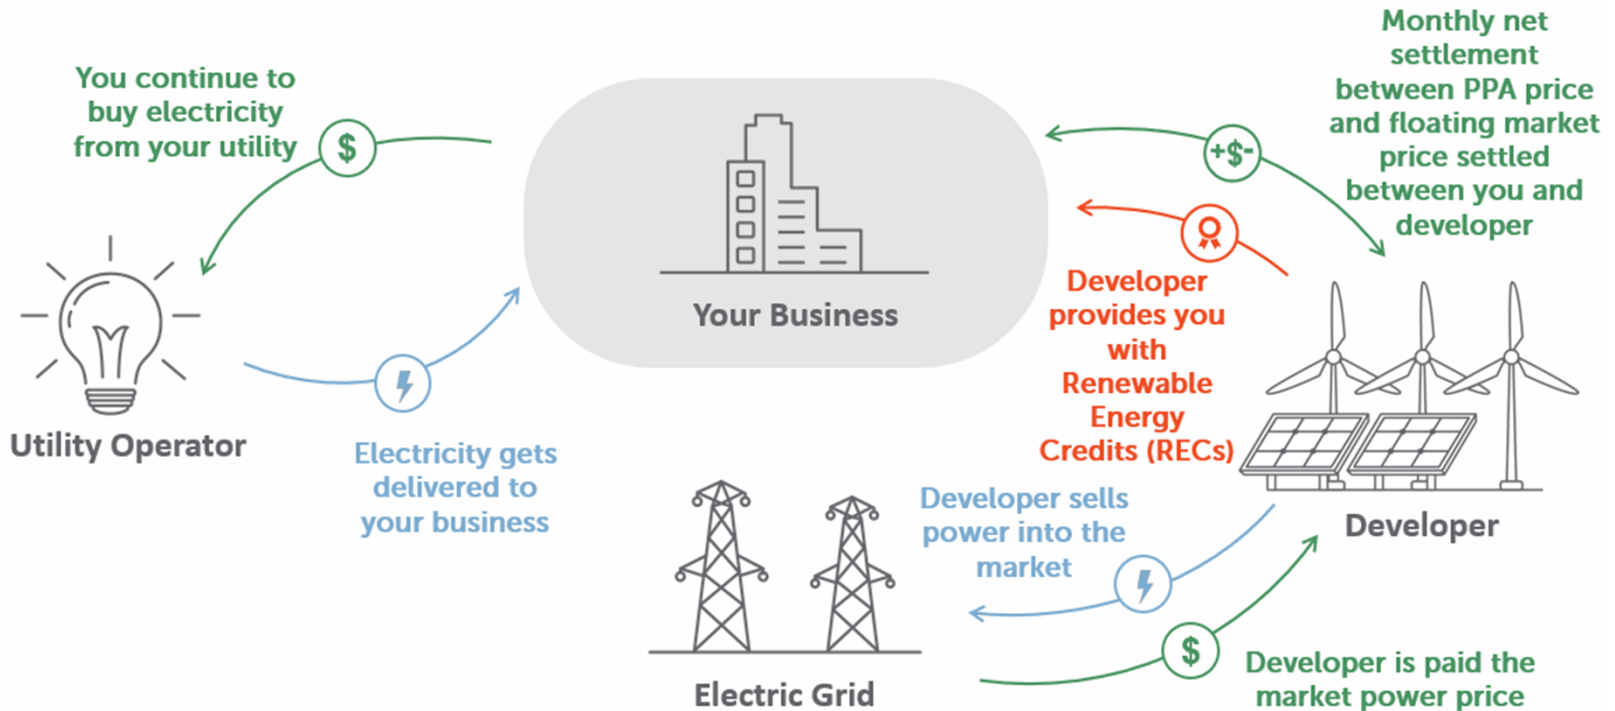 You continue to
buy electricity
from your utility
$
Monthly net
settlement
between PPA price
and floating market
price settled
between you and
developer
+$-
Your Business
Developer
provides you
with
Renewable
Energy
Credits (RECs)
Utility Operator
Electricity gets
delivered to
your business
Developer sells
power into the
market
Developer
$
Developer is paid the
market power price
Electric Grid